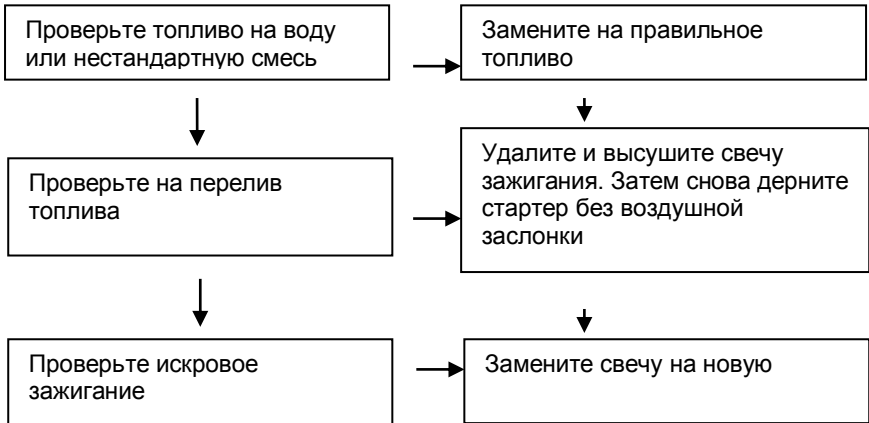 Проверьте топливо на воду
или нестандартную смесь
Замените на правильное
топливо
Проверьте на перелив
топлива
Удалите и высушите свечу
зажигания. Затем снова дерните
стартер без воздушной
заслонки
Проверьте искровое
зажигание
Замените свечу на новую